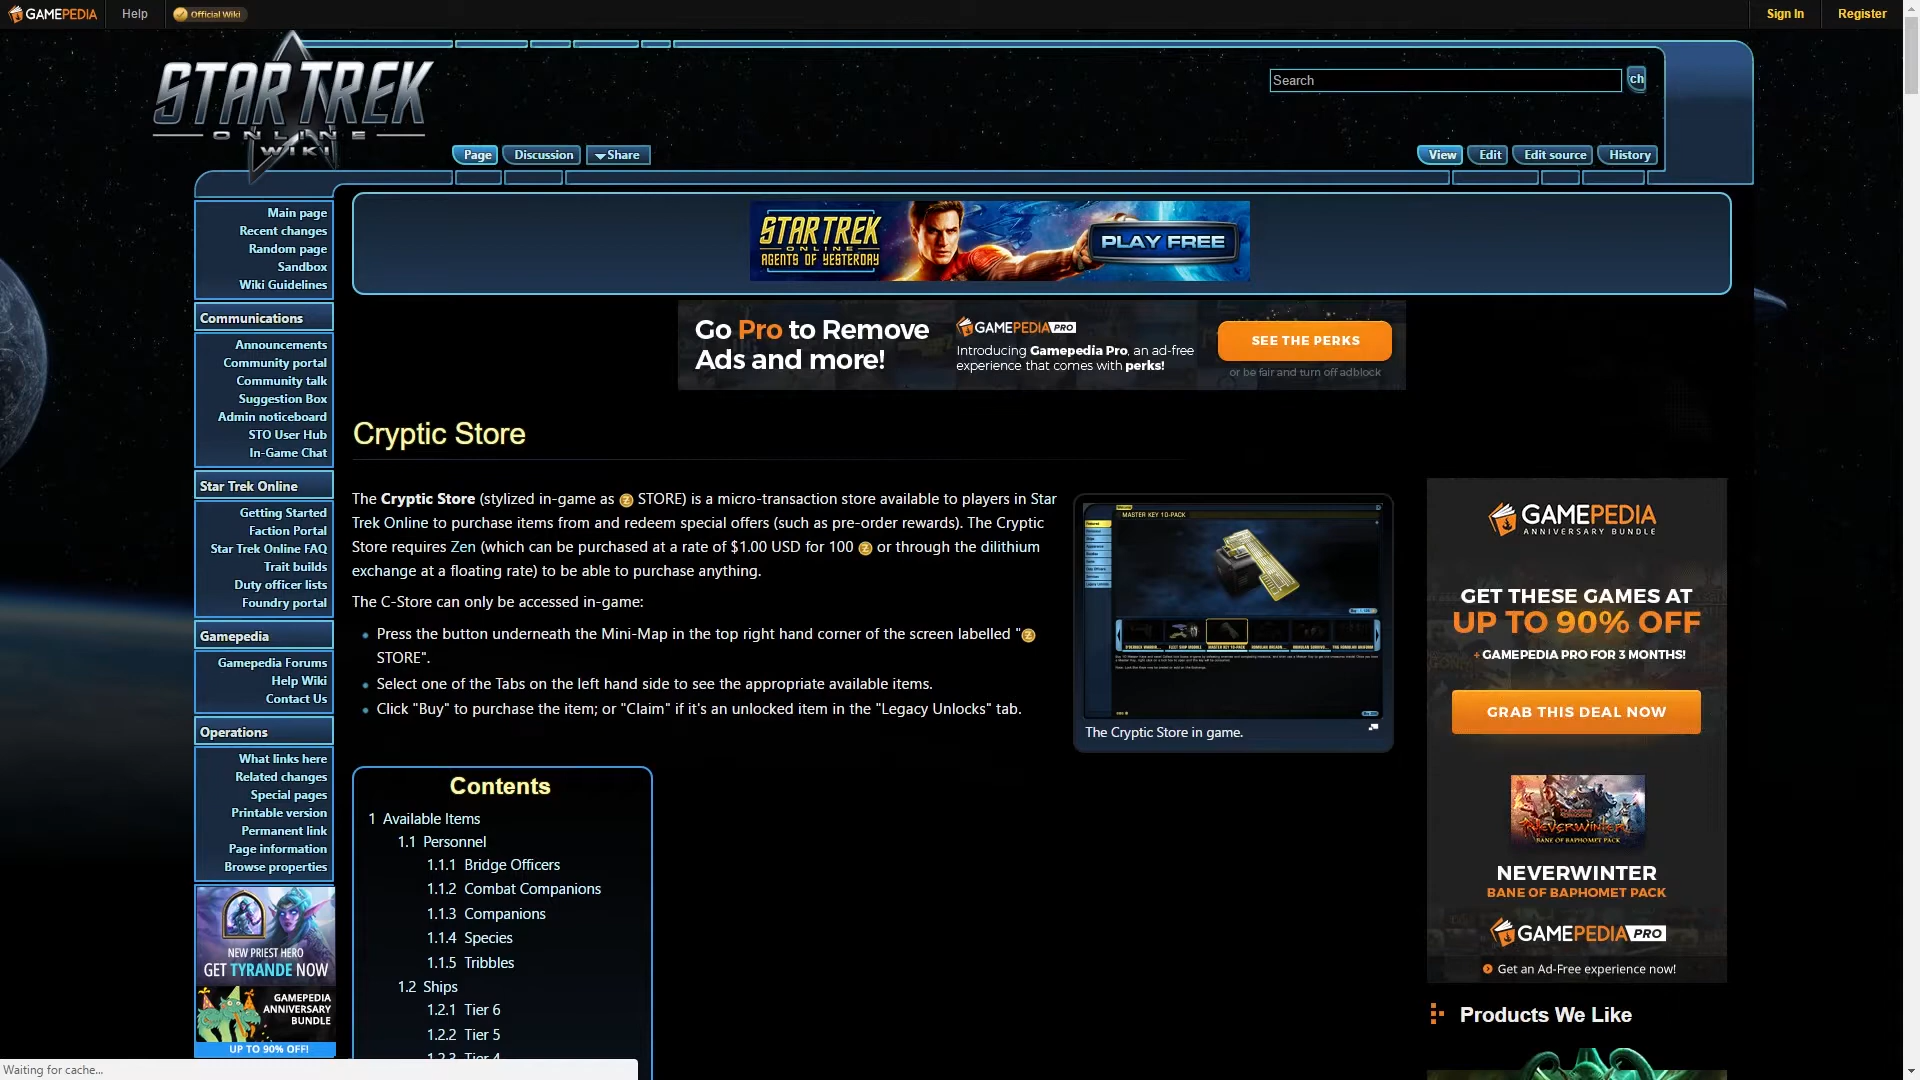 GAMEPEDIA Help Official Wiki Sign In Register
STAR TREK
ONLINE
WIKI
Search ch
Page Discussion Share View Edit Edit source History
Main page
Recent changes
Random page
Sandbox
Wiki Guidelines
Communications
Announcements
Community portal
Community talk
Suggestion Box
Admin noticeboard
STO User Hub
In-Game Chat
Star Trek Online
Getting Started
Faction Portal
Star Trek Online FAQ
Trait builds
Duty officer lists
Foundry portal
Gamepedia
Gamepedia Forums
Help Wiki
Contact Us
Operations
What links here
Related changes
Special pages
Printable version
Permanent link
Page information
Browse properties
NEW PRIEST HERO
GET TYRANDE NOW
GAMEPEDIA
ANNIVERSARY
BUNDLE
UP TO 90% OFF!
STAR TREK
ONLINE
AGENTS OF YESTERDAY
PLAY FREE
Go Pro to Remove
Ads and more!
GAMEPEDIA PRO
Introducing Gamepedia Pro, an ad-free
experience that comes with perks!
SEE THE PERKS
or be fair and turn off adblock
Cryptic Store
The Cryptic Store (stylized in-game as STORE) is a micro-transaction store available to players in Star
Trek Online to purchase items from and redeem special offers (such as pre-order rewards). The Cryptic
Store requires Zen (which can be purchased at a rate of $1.00 USD for 100 or through the dilithium
exchange at a floating rate) to be able to purchase anything.
The C-Store can only be accessed in-game:
Press the button underneath the Mini-Map in the top right hand corner of the screen labelled "
STORE".
Select one of the Tabs on the left hand side to see the appropriate available items.
Click "Buy" to purchase the item; or "Claim" if it's an unlocked item in the "Legacy Unlocks" tab.
MASTER KEY 10-PACK
The Cryptic Store in game.
Contents
1 Available Items
1.1 Personnel
1.1.1 Bridge Officers
1.1.2 Combat Companions
1.1.3 Companions
1.1.4 Species
1.1.5 Tribbles
1.2 Ships
1.2.1 Tier 6
1.2.2 Tier 5
1.2.3 Tier 4
GAMEPEDIA
ANNIVERSARY BUNDLE
GET THESE GAMES AT
UP TO 90% OFF
+ GAMEPEDIA PRO FOR 3 MONTHS!
GRAB THIS DEAL NOW
NEVERWINTER
BANE OF BAPHOMET PACK
NEVERWINTER
BANE OF BAPHOMET PACK
GAMEPEDIA PRO
Get an Ad-Free experience now!
Products We Like
Waiting for cache...